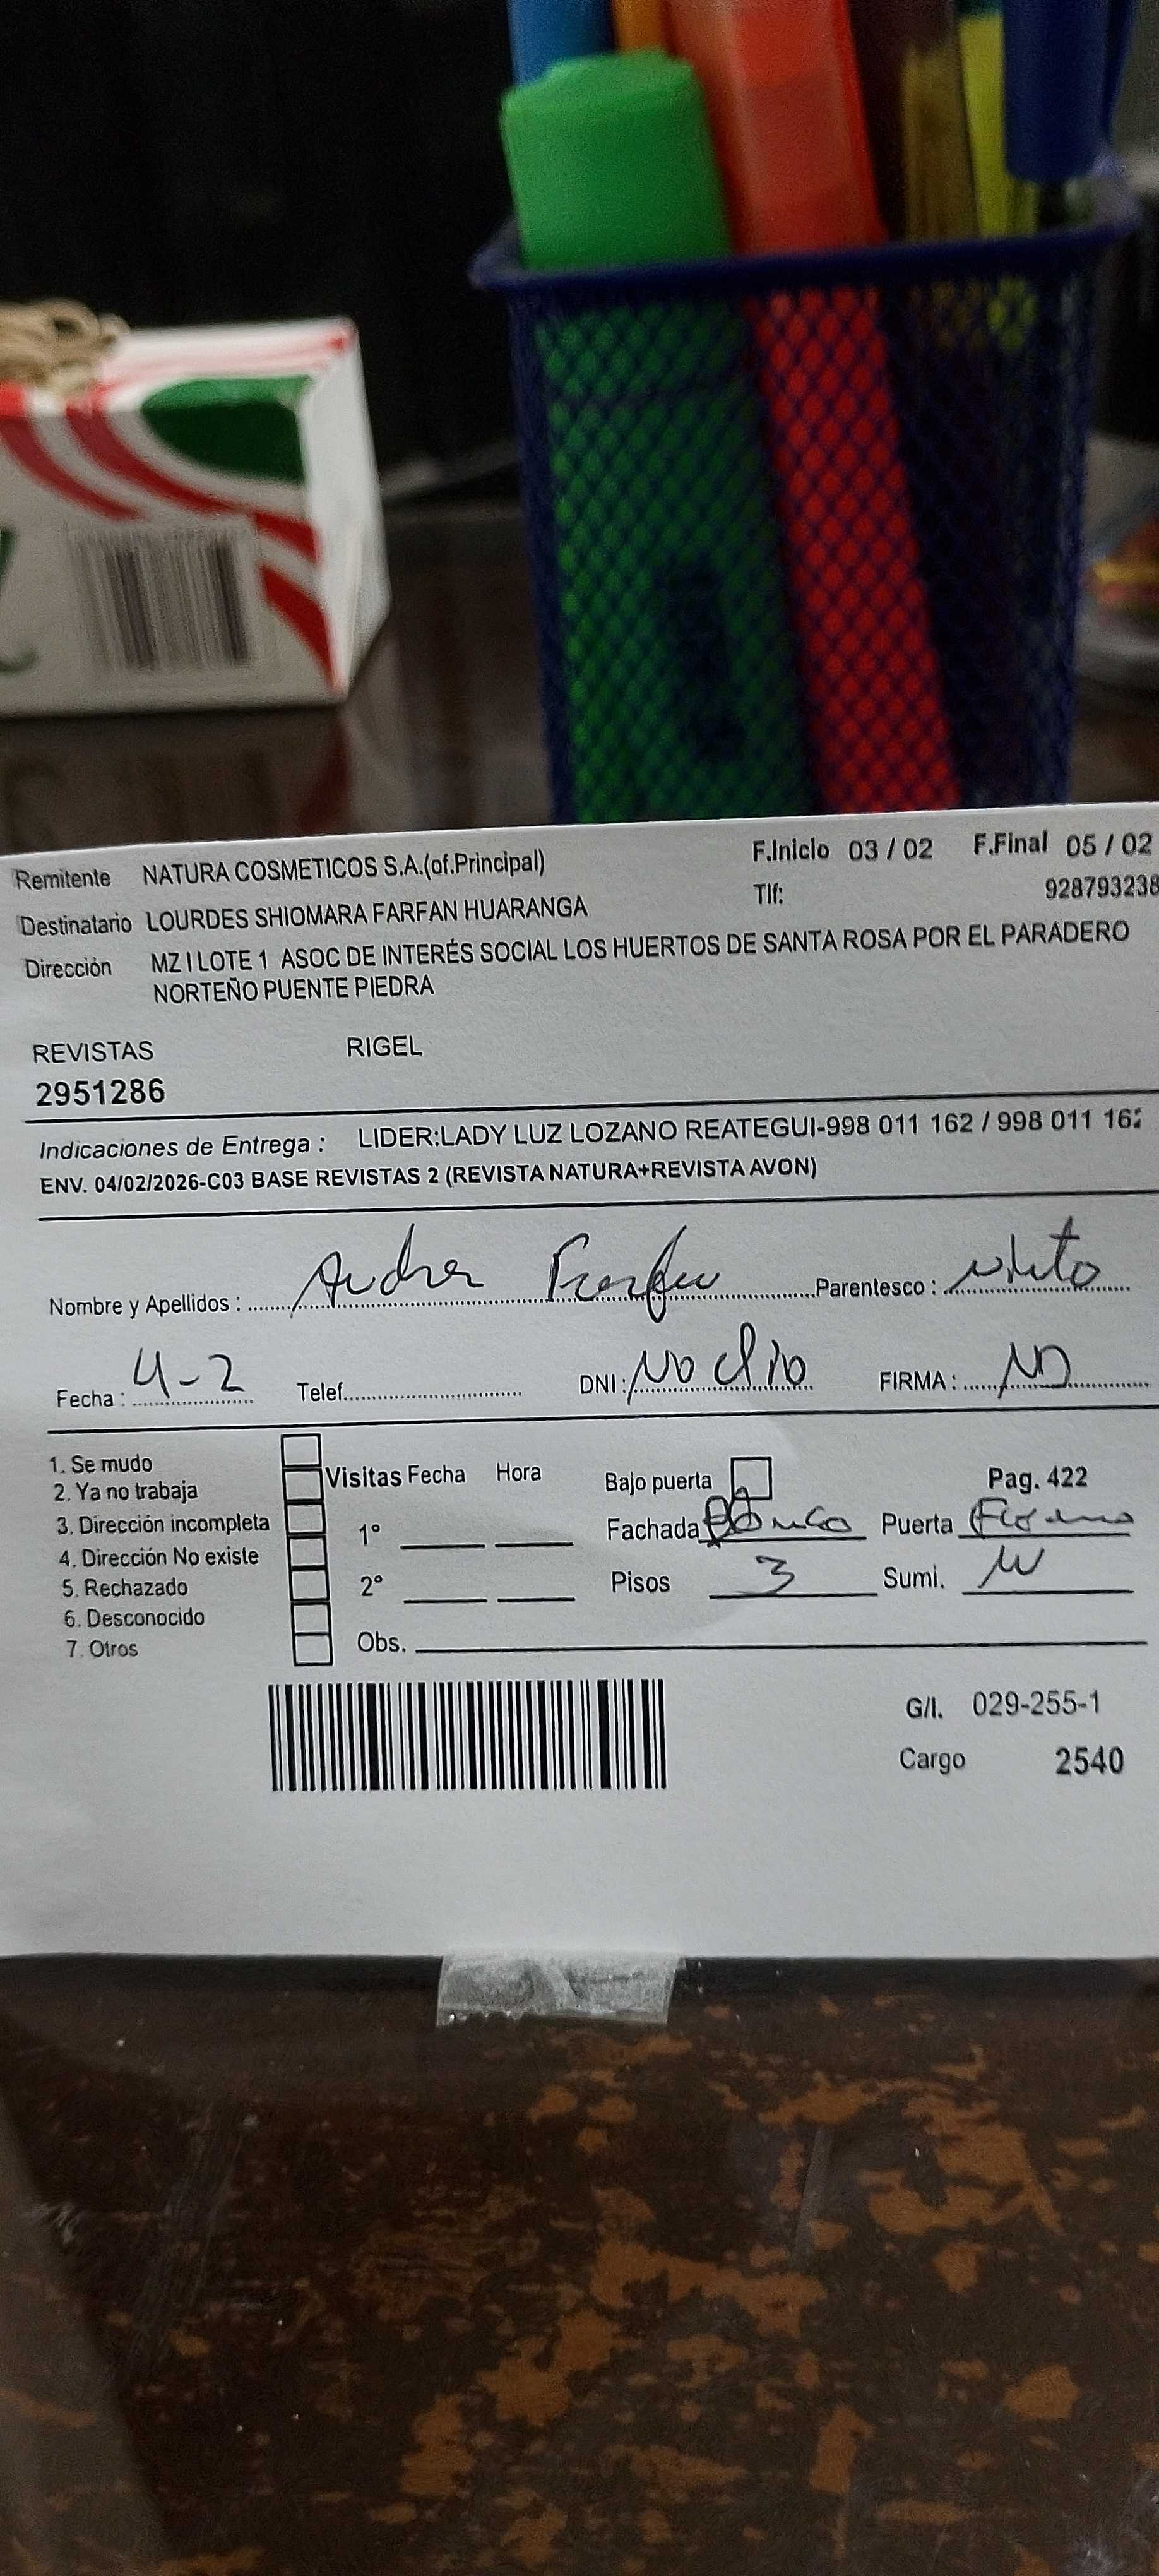 Remitente NATURA COSMETICOS S.A.(of.Principal) F.Inicio 03 / 02 F.Final 05 / 02
Tlf: 928793238
Destinatario LOURDES SHIOMARA FARFAN HUARANGA
Dirección MZ I LOTE 1 ASOC DE INTERÉS SOCIAL LOS HUERTOS DE SANTA ROSA POR EL PARADERO
NORTEÑO PUENTE PIEDRA
REVISTAS RIGEL
2951286
Indicaciones de Entrega : LIDER:LADY LUZ LOZANO REATEGUI-998 011 162 / 998 011 162
ENV. 04/02/2026-C03 BASE REVISTAS 2 (REVISTA NATURA+REVISTA AVON)
Nombre y Apellidos : Parentesco :
Fecha : 4-2 Telef. DNI: No dio FIRMA :
1. Se mudo
2. Ya no trabaja
3. Dirección incompleta
4. Dirección No existe
5. Rechazado
6. Desconocido
7. Otros
Visitas Fecha Hora
1º
2º
Obs.
Bajo puerta Pag. 422
Fachada Puerta
Pisos 3 Sumi.
G/I. 029-255-1
Cargo 2540